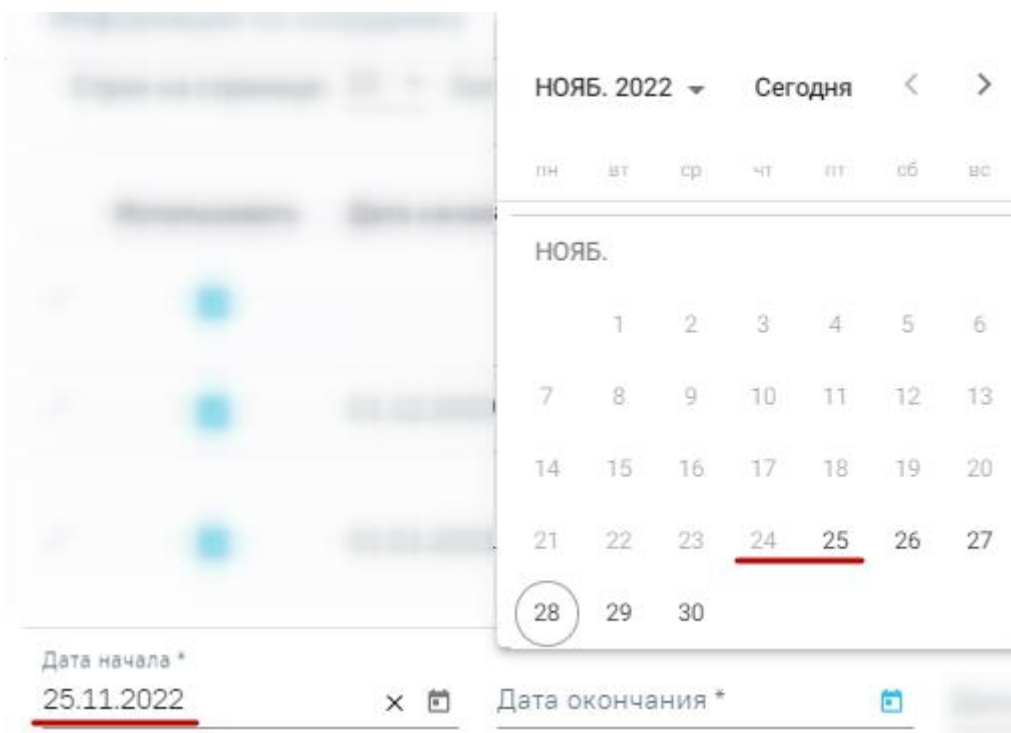 НОЯБ. 2022 Сегодня
пн вт ср чт пт сб вс
НОЯБ.
1 2 3 4 5 6
7 8 9 10 11 12 13
14 15 16 17 18 19 20
21 22 23 24 25 26 27
28 29 30
Дата начала *
25.11.2022
Дата окончания *